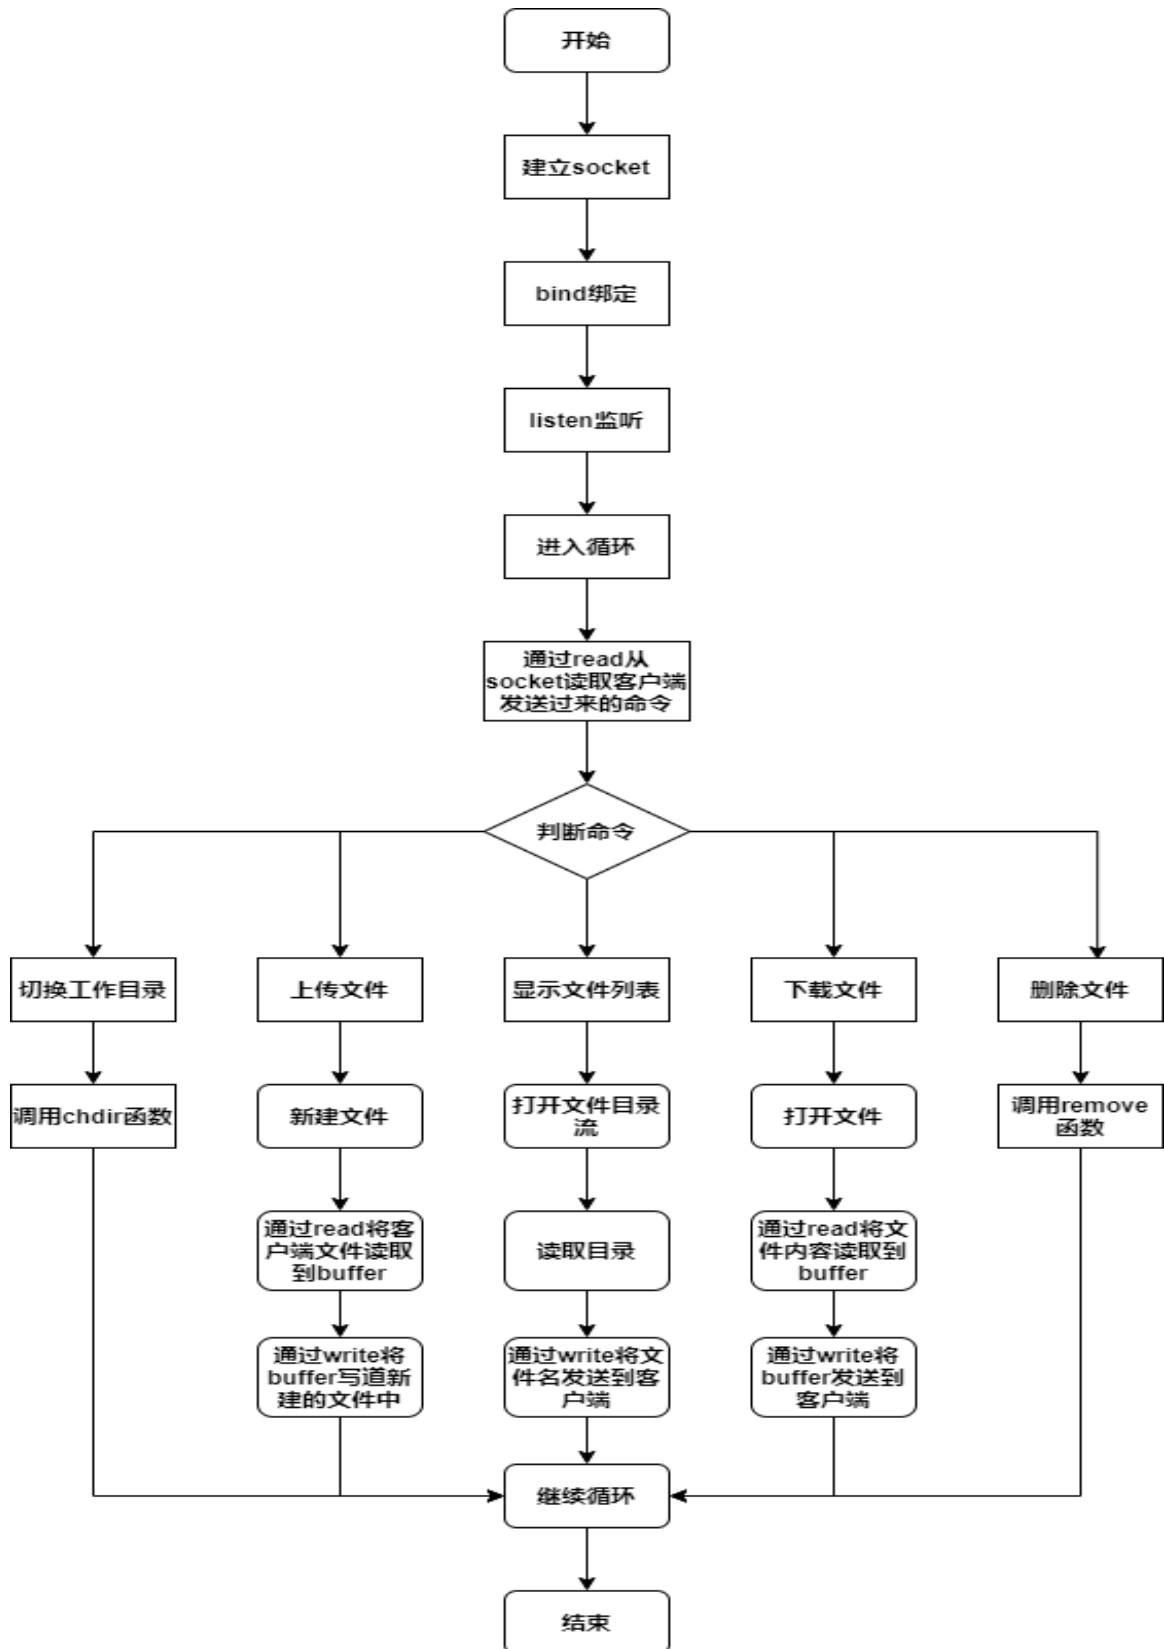 开始
建立socket
bind绑定
listen监听
进入循环
通过read从
socket读取客户端
发送过来的命令
判断命令
切换工作目录
上传文件
显示文件列表
下载文件
删除文件
调用chdir函数
新建文件
打开文件目录
流
打开文件
调用remove
函数
通过read将客
户端文件读取
到buffer
读取目录
通过read将文
件内容读取到
buffer
通过write将
buffer写道新
建的文件中
通过write将文
件名发送到客
户端
通过write将
buffer发送到
客户端
继续循环
结束